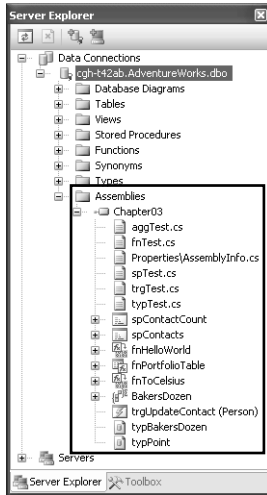 Server Explorer
Data Connections
cgh-t42ab.AdventureWorks.dbo
Database Diagrams
Tables
Views
Stored Procedures
Functions
Synonyms
Types
Assemblies
Chapter03
aggTest.cs
fnTest.cs
Properties\AssemblyInfo.cs
spTest.cs
trgTest.cs
typTest.cs
spContactCount
spContacts
fnHelloWorld
fnPortfolioTable
fnToCelsius
BakersDozen
trgUpdateContact (Person)
typBakersDozen
typPoint
Servers
Server Explorer Toolbox